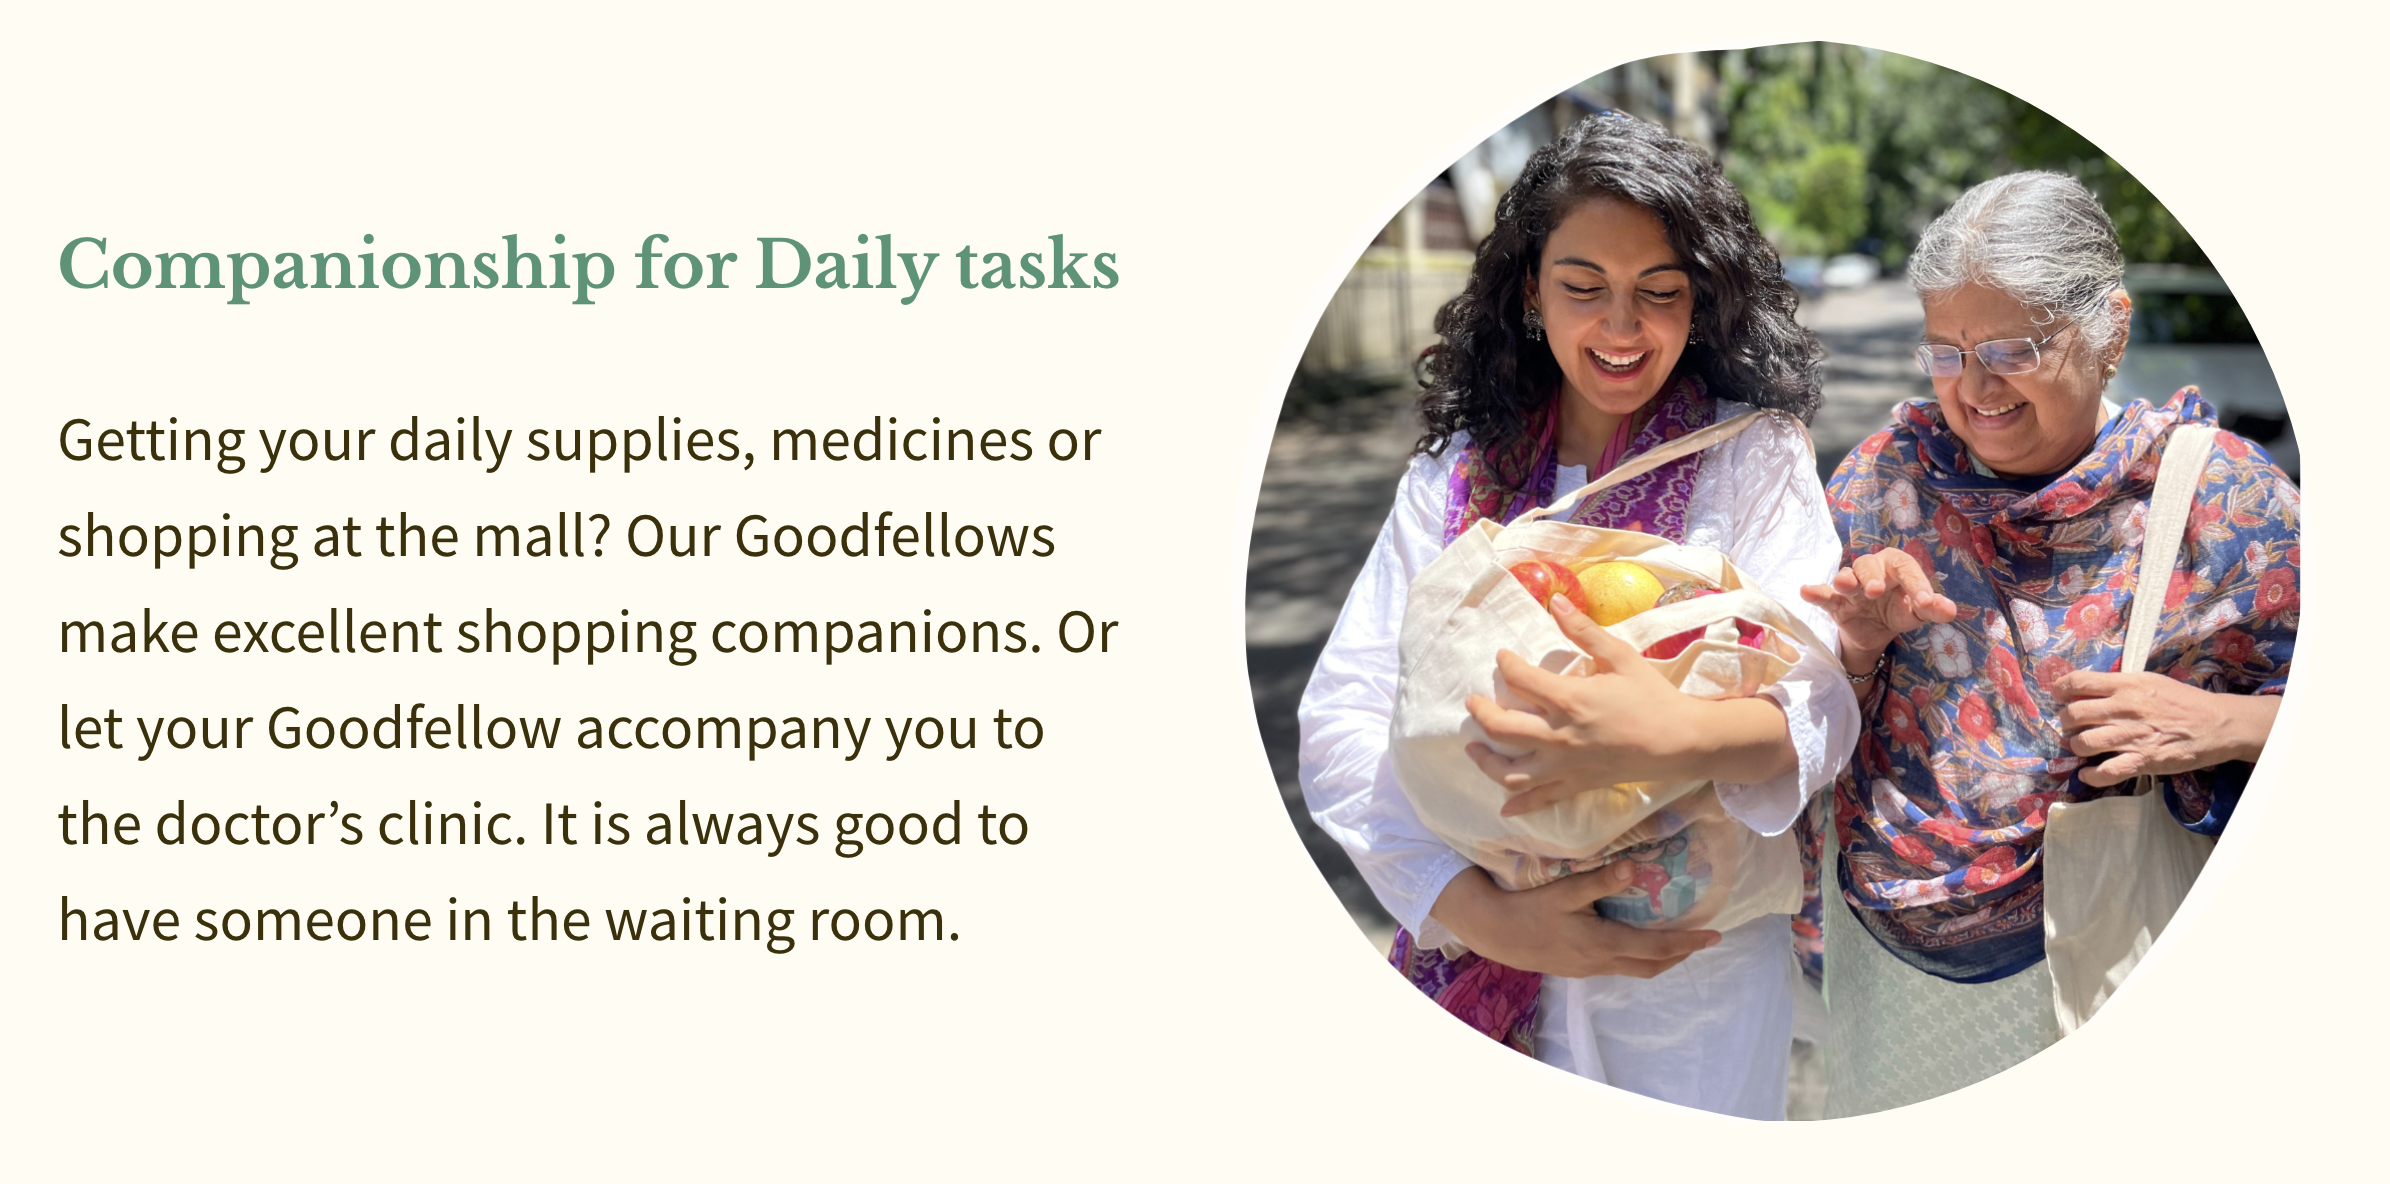 Companionship for Daily tasks
Getting your daily supplies, medicines or
shopping at the mall? Our Goodfellows
make excellent shopping companions. Or
let your Goodfellow accompany you to
the doctor’s clinic. It is always good to
have someone in the waiting room.